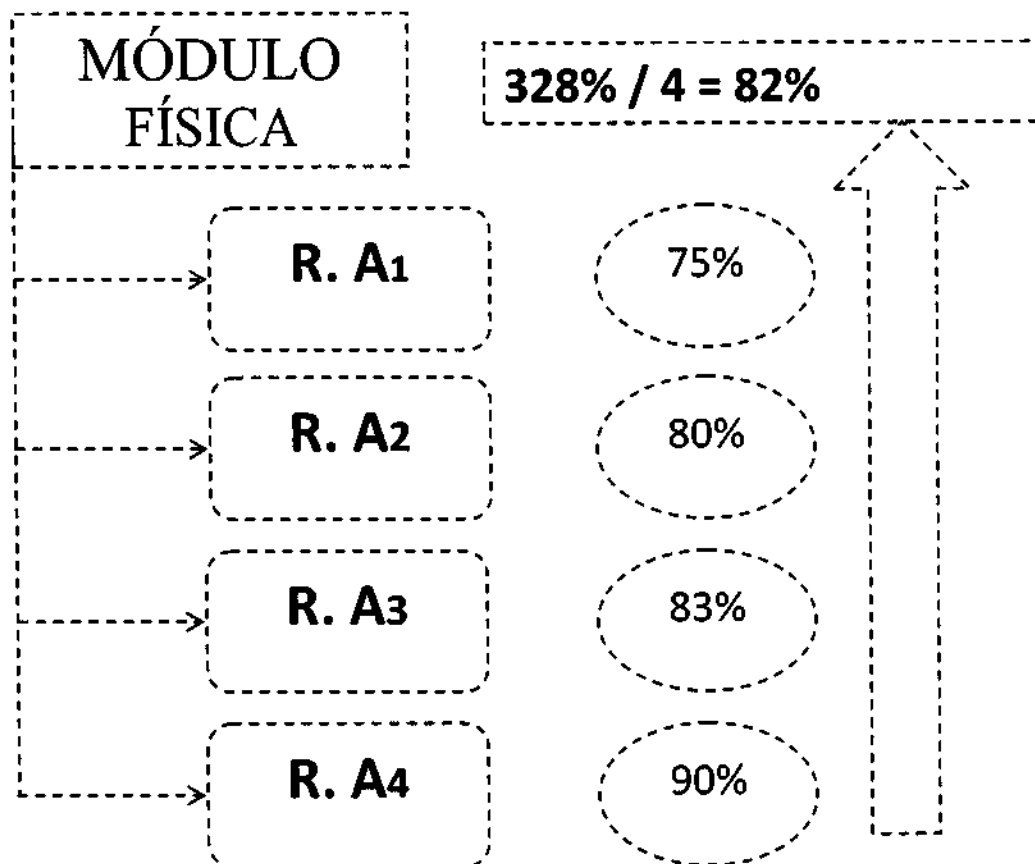 MÓDULO
FÍSICA
328% / 4 = 82%
R. A1
75%
R. A2
80%
R. A3
83%
R. A4
90%